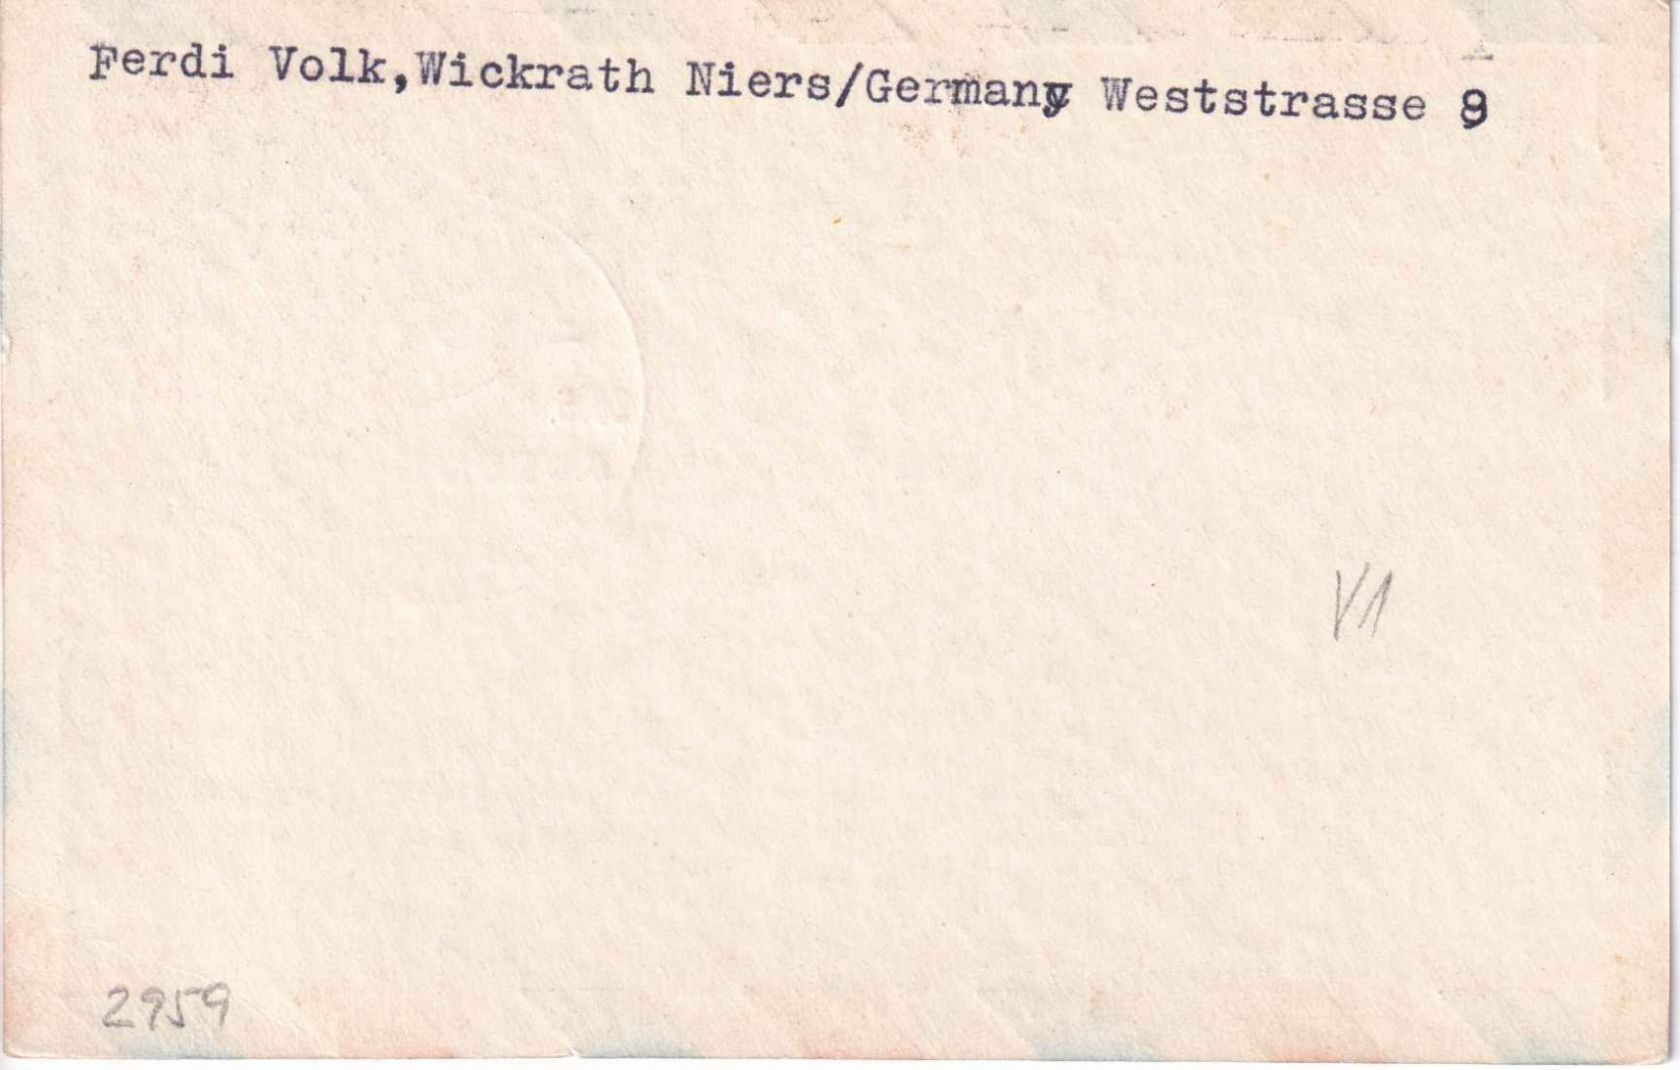 Ferdi Volk,Wickrath Niers/Germany Weststrasse 9
V1
2959